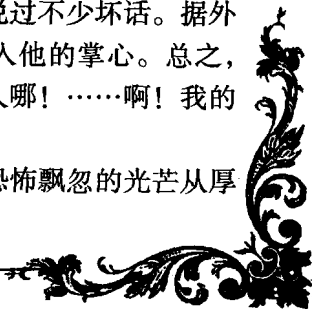 说过不少坏话。据外
人他的掌心。总之，
人哪！……啊！我的
恐怖飘忽的光芒从厚